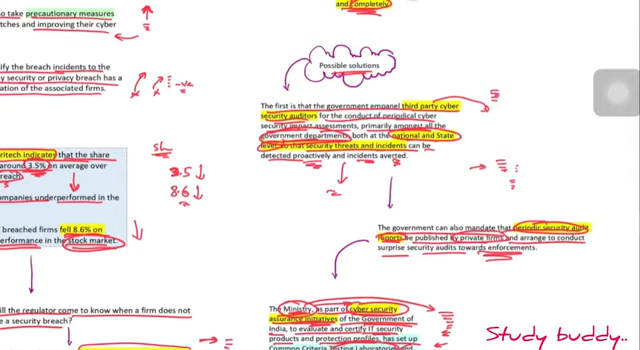 o take precautionary measures
tches and improving their cyber
ify the breach incidents to the
y security or privacy breach has a
ation of the associated firms.
-ve
ritech indicates that the share
around 3.5% on average over
reach.
ompanies underperformed in the
breached firms fell 8.6% on
erformance in the stock market.
sh
3.5 ↓
8.6 ↓
ill the regulator come to know when a firm does not
e a security breach?
and completely
Possible solutions
The first is that the government empanel third party cyber
security auditors for the conduct of periodical cyber
security impact assessments, primarily amongst all the
government departments, both at the national and State
level, so that security threats and incidents can be
detected proactively and incidents averted.
The government can also mandate that periodic security audit
reports be published by private firms and arrange to conduct
surprise security audits towards enforcements.
The Ministry, as part of cyber security
assurance initiatives of the Government of
India, to evaluate and certify IT security
products and protection profiles, has set up
Common Criteria Testing Laboratories and
Study buddy..